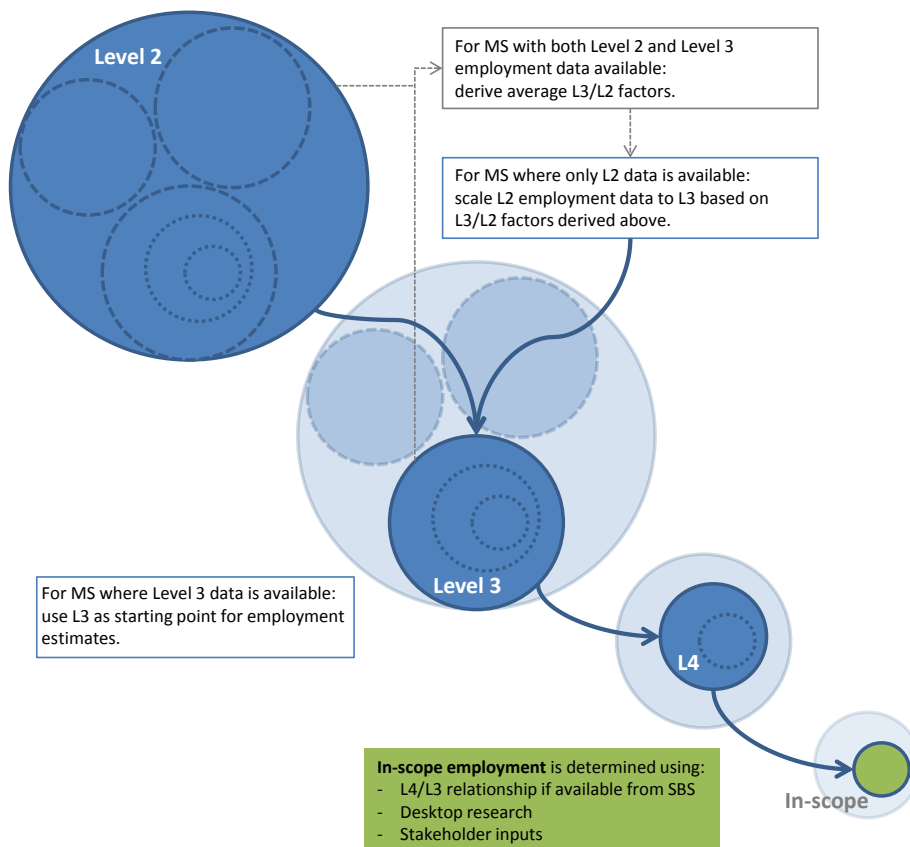 Level 2
For MS with both Level 2 and Level 3
employment data available:
derive average L3/L2 factors.
For MS where only L2 data is available:
scale L2 employment data to L3 based on
L3/L2 factors derived above.
Level 3
For MS where Level 3 data is available:
use L3 as starting point for employment
estimates.
L4
In-scope employment is determined using:
- L4/L3 relationship if available from SBS
- Desktop research
- Stakeholder inputs
In-scope